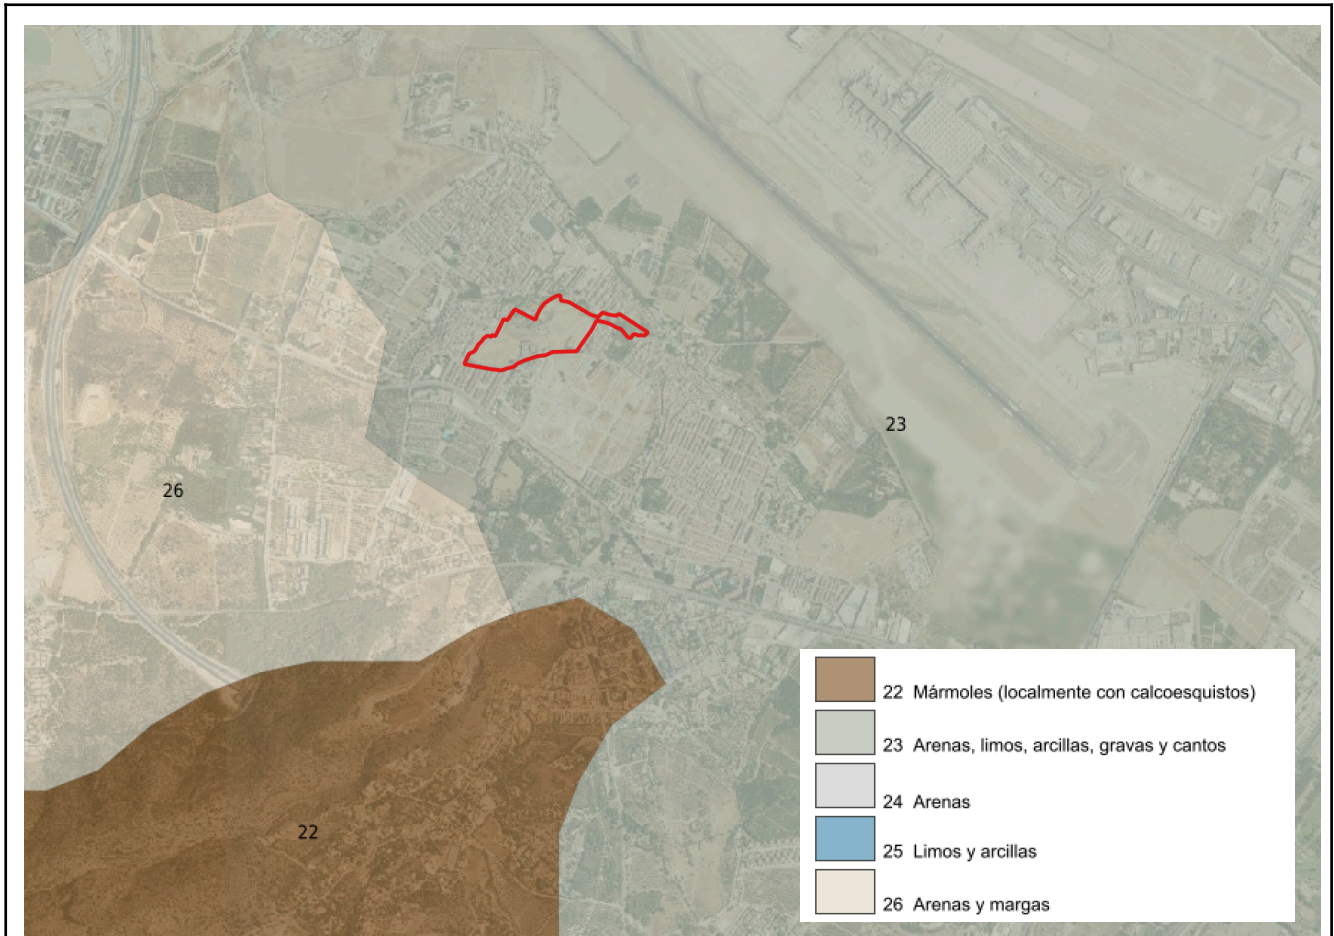 23
26
22
22 Mármoles (localmente con calcoesquistos)
23 Arenas, limos, arcillas, gravas y cantos
24 Arenas
25 Limos y arcillas
26 Arenas y margas